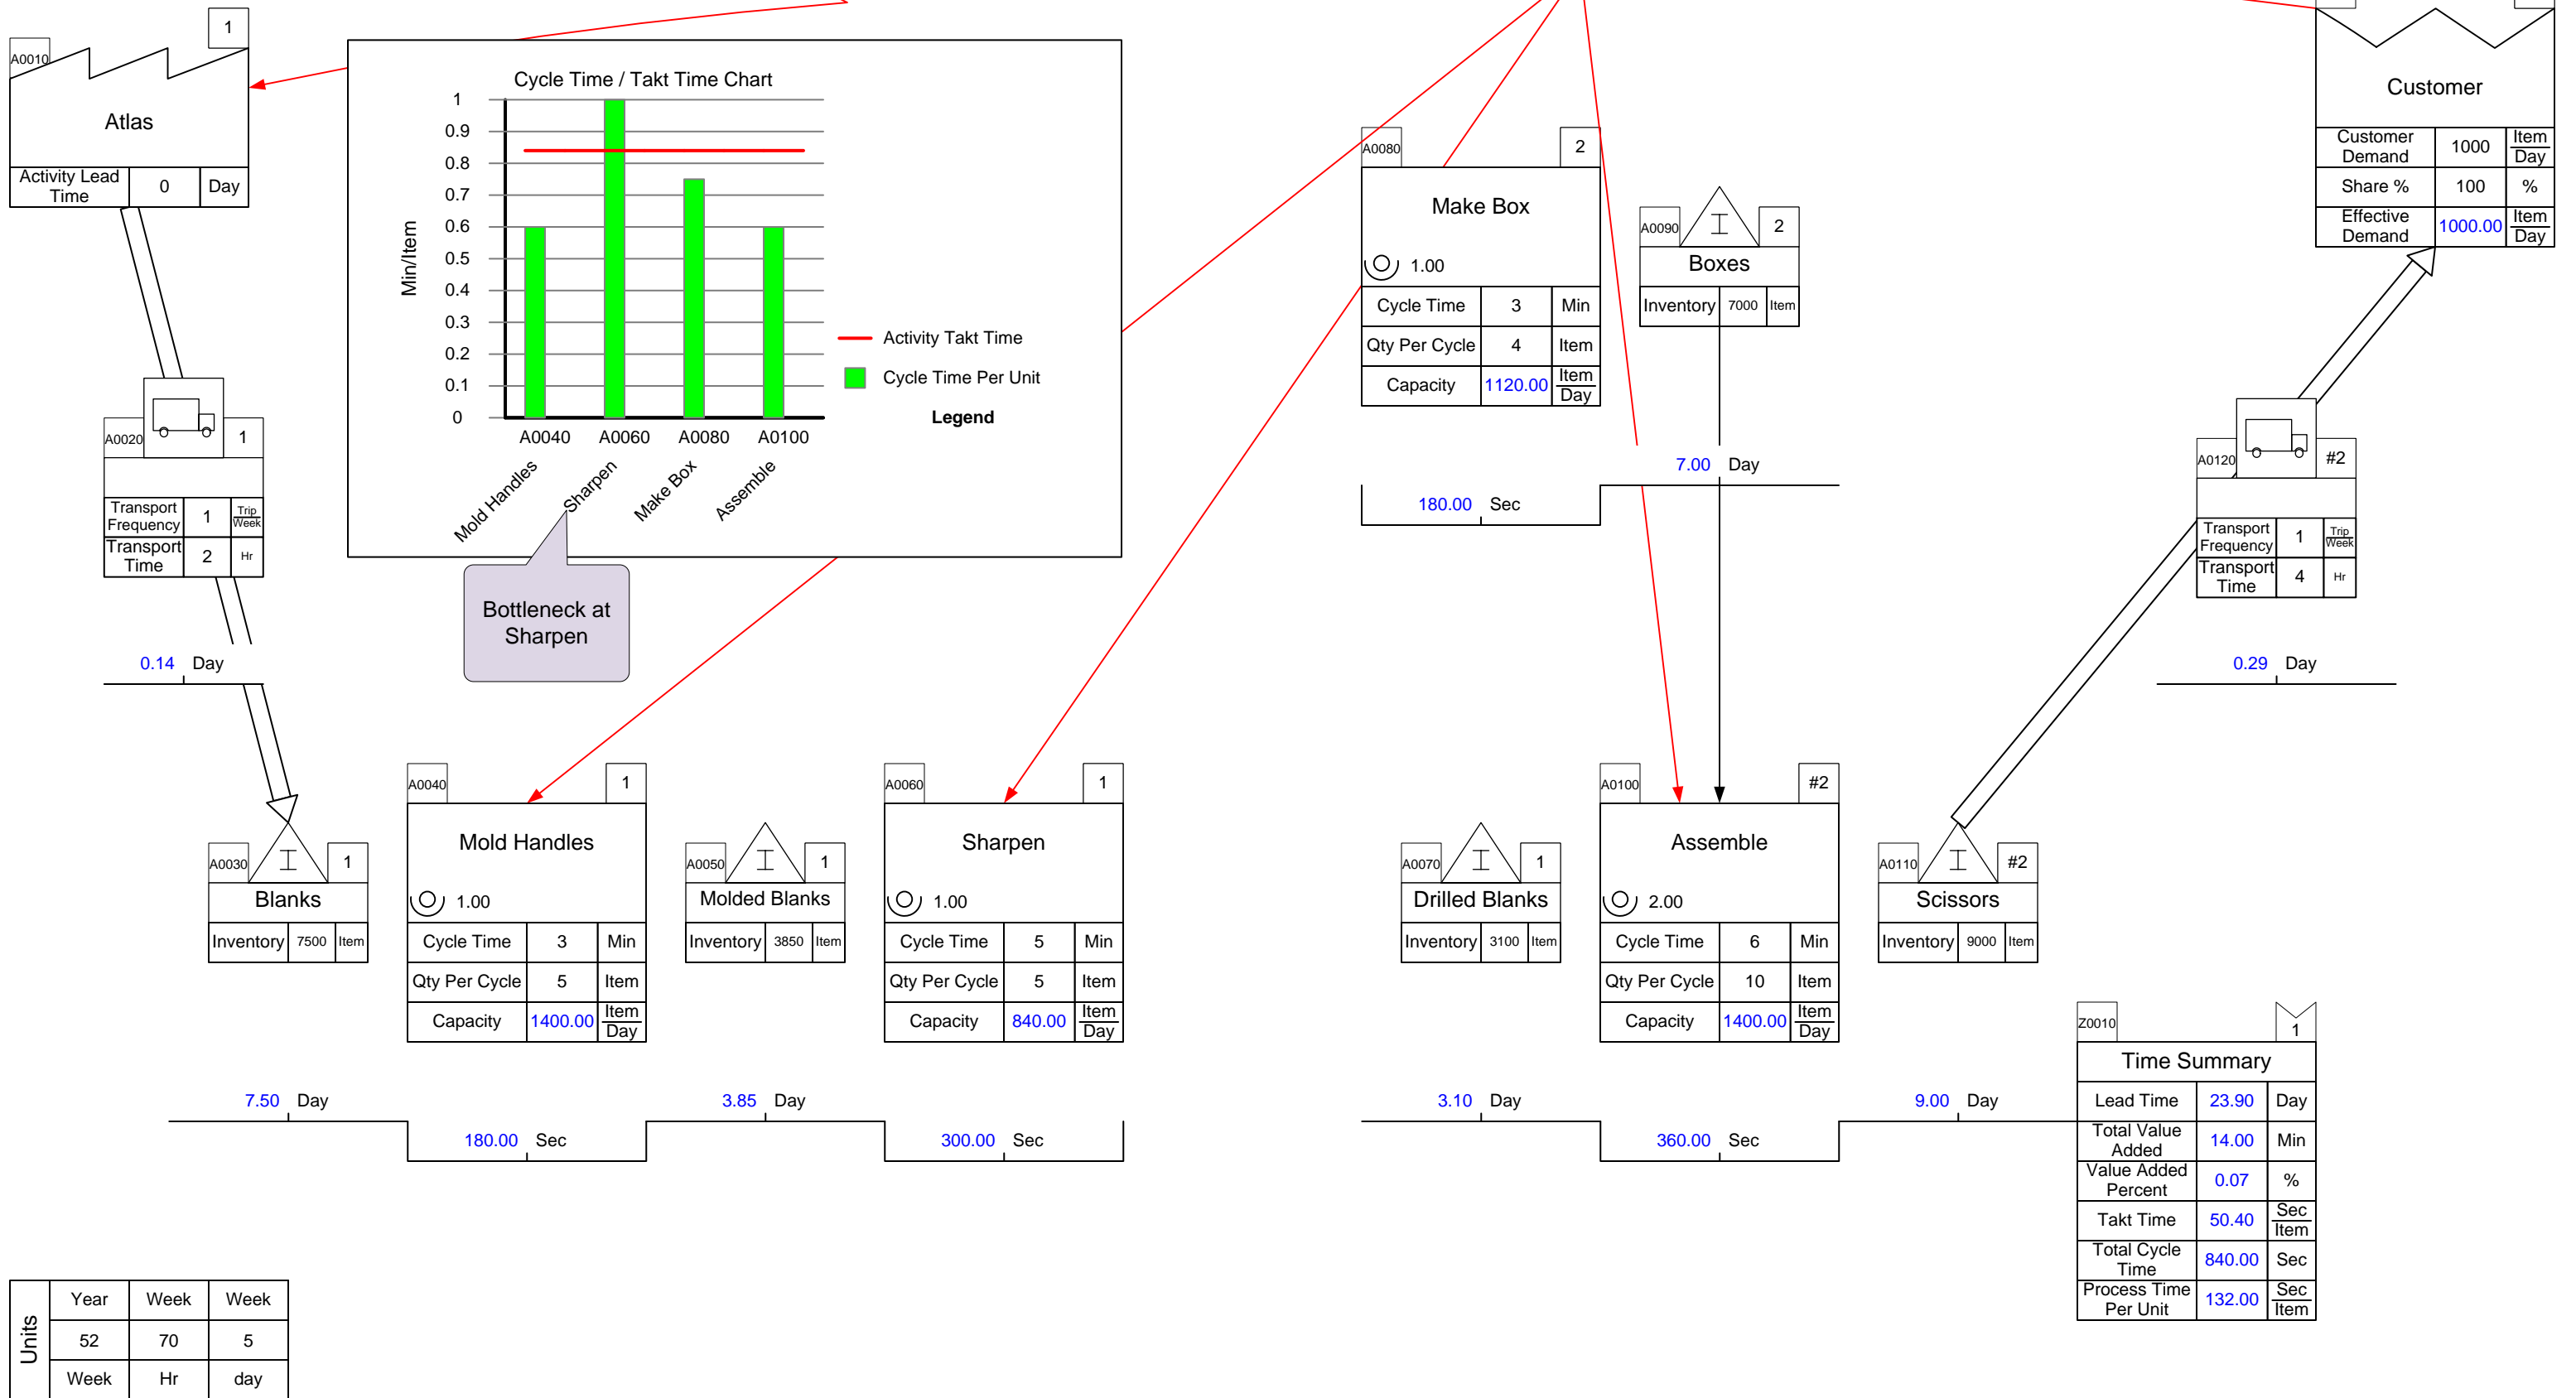 A0010
1
Atlas
Activity Lead Time
0
Day
A0020
1
Transport Frequency
1
Trip Week
Transport Time
2
Hr
0.14 Day
Cycle Time / Takt Time Chart
Min/Item
1
0.9
0.8
0.7
0.6
0.5
0.4
0.3
0.2
0.1
0
A0040 A0060 A0080 A0100
Mold Handles
Sharpen
Make Box
Assemble
Activity Takt Time
Cycle Time Per Unit
Legend
Bottleneck at
Sharpen
A0080
2
Make Box
1.00
Cycle Time 3 Min
Qty Per Cycle 4 Item
Capacity 1120.00 Item Day
180.00 Sec
A0090
2
Boxes
Inventory 7000 Item
7.00 Day
Customer
Customer Demand 1000 Item Day
Share % 100 %
Effective Demand 1000.00 Item Day
A0120
#2
Transport Frequency 1 Trip Week
Transport Time 4 Hr
0.29 Day
A0030
1
Blanks
Inventory 7500 Item
7.50 Day
A0040
1
Mold Handles
1.00
Cycle Time 3 Min
Qty Per Cycle 5 Item
Capacity 1400.00 Item Day
180.00 Sec
A0050
1
Molded Blanks
Inventory 3850 Item
3.85 Day
A0060
1
Sharpen
1.00
Cycle Time 5 Min
Qty Per Cycle 5 Item
Capacity 840.00 Item Day
300.00 Sec
A0070
1
Drilled Blanks
Inventory 3100 Item
3.10 Day
A0100
#2
Assemble
2.00
Cycle Time 6 Min
Qty Per Cycle 10 Item
Capacity 1400.00 Item Day
360.00 Sec
A0110
#2
Scissors
Inventory 9000 Item
9.00 Day
Z0010
1
Time Summary
Lead Time 23.90 Day
Total Value Added 14.00 Min
Value Added Percent 0.07 %
Takt Time 50.40 Sec Item
Total Cycle Time 840.00 Sec
Process Time Per Unit 132.00 Sec Item
Units
Year Week Week
52 70 5
Week Hr day